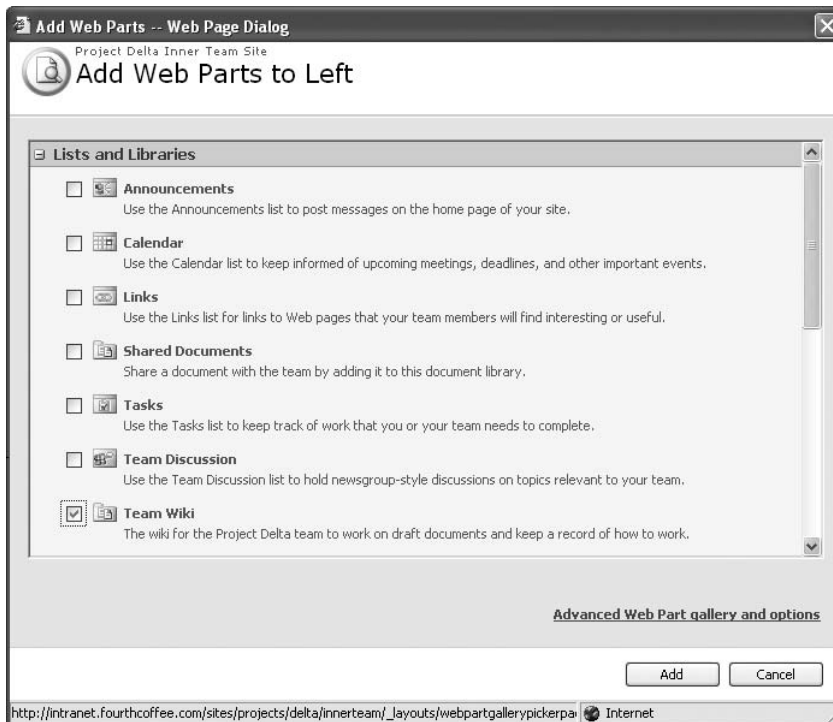 Add Web Parts -- Web Page Dialog
Project Delta Inner Team Site
Add Web Parts to Left
Lists and Libraries
Announcements
Use the Announcements list to post messages on the home page of your site.
Calendar
Use the Calendar list to keep informed of upcoming meetings, deadlines, and other important events.
Links
Use the Links list for links to Web pages that your team members will find interesting or useful.
Shared Documents
Share a document with the team by adding it to this document library.
Tasks
Use the Tasks list to keep track of work that you or your team needs to complete.
Team Discussion
Use the Team Discussion list to hold newsgroup-style discussions on topics relevant to your team.
Team Wiki
The wiki for the Project Delta team to work on draft documents and keep a record of how to work.
Advanced Web Part gallery and options
Add Cancel
http://intranet.fourthcoffee.com/sites/projects/delta/innerteam/_layouts/webpartgallerypickerpa Internet